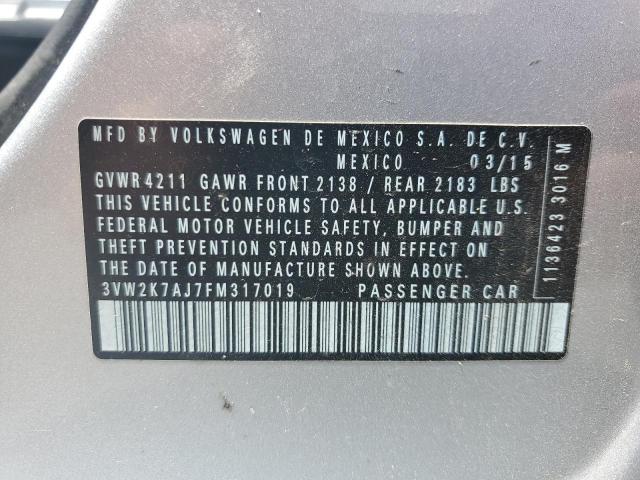 MFD BY VOLKSWAGEN DE MEXICO S.A. DE C.V.
MEXICO 03/15
GVWR 4211 GAWR FRONT 2138 / REAR 2183 LBS
THIS VEHICLE CONFORMS TO ALL APPLICABLE U.S.
FEDERAL MOTOR VEHICLE SAFETY, BUMPER AND
THEFT PREVENTION STANDARDS IN EFFECT ON
THE DATE OF MANUFACTURE SHOWN ABOVE.
3VW2K7AJ7FM317019 PASSENGER CAR
1136423 3016 M